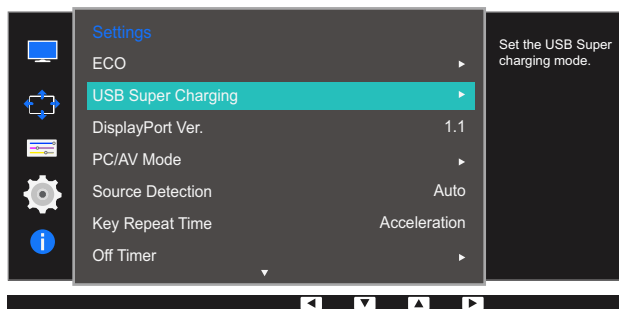 Settings
ECO
USB Super Charging
DisplayPort Ver. 1.1
PC/AV Mode
Source Detection Auto
Key Repeat Time Acceleration
Off Timer
Set the USB Super
charging mode.